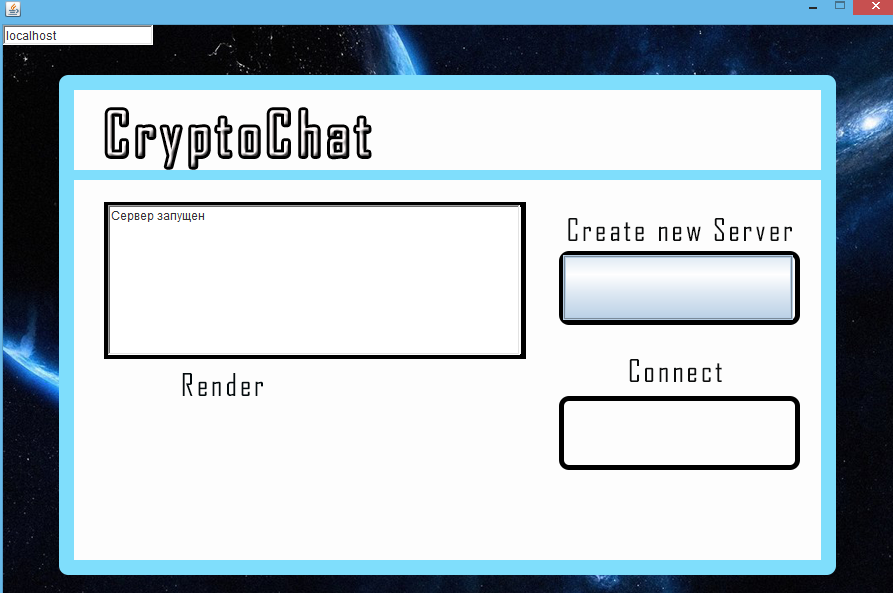 localhost
CryptoChat
Сервер запущен
Create new Server
Render
Connect